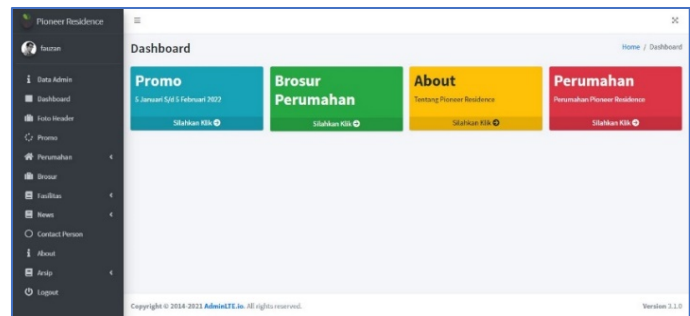 Pioneer Residence
fauzan
Data Admin
Dashboard
Foto Header
Promo
Perumahan
Brosur
Fasilitas
News
Contact Person
About
Arsip
Logout
Dashboard
Home / Dashboard
Promo
5 Januari S/d 5 Februari 2022
Silahkan Klik
Brosur
Perumahan
Silahkan Klik
About
Tentang Pioneer Residence
Silahkan Klik
Perumahan
Perumahan Pioneer Residence
Silahkan Klik
Copyright © 2014-2021 AdminLTE.io. All rights reserved.
Version 3.1.0